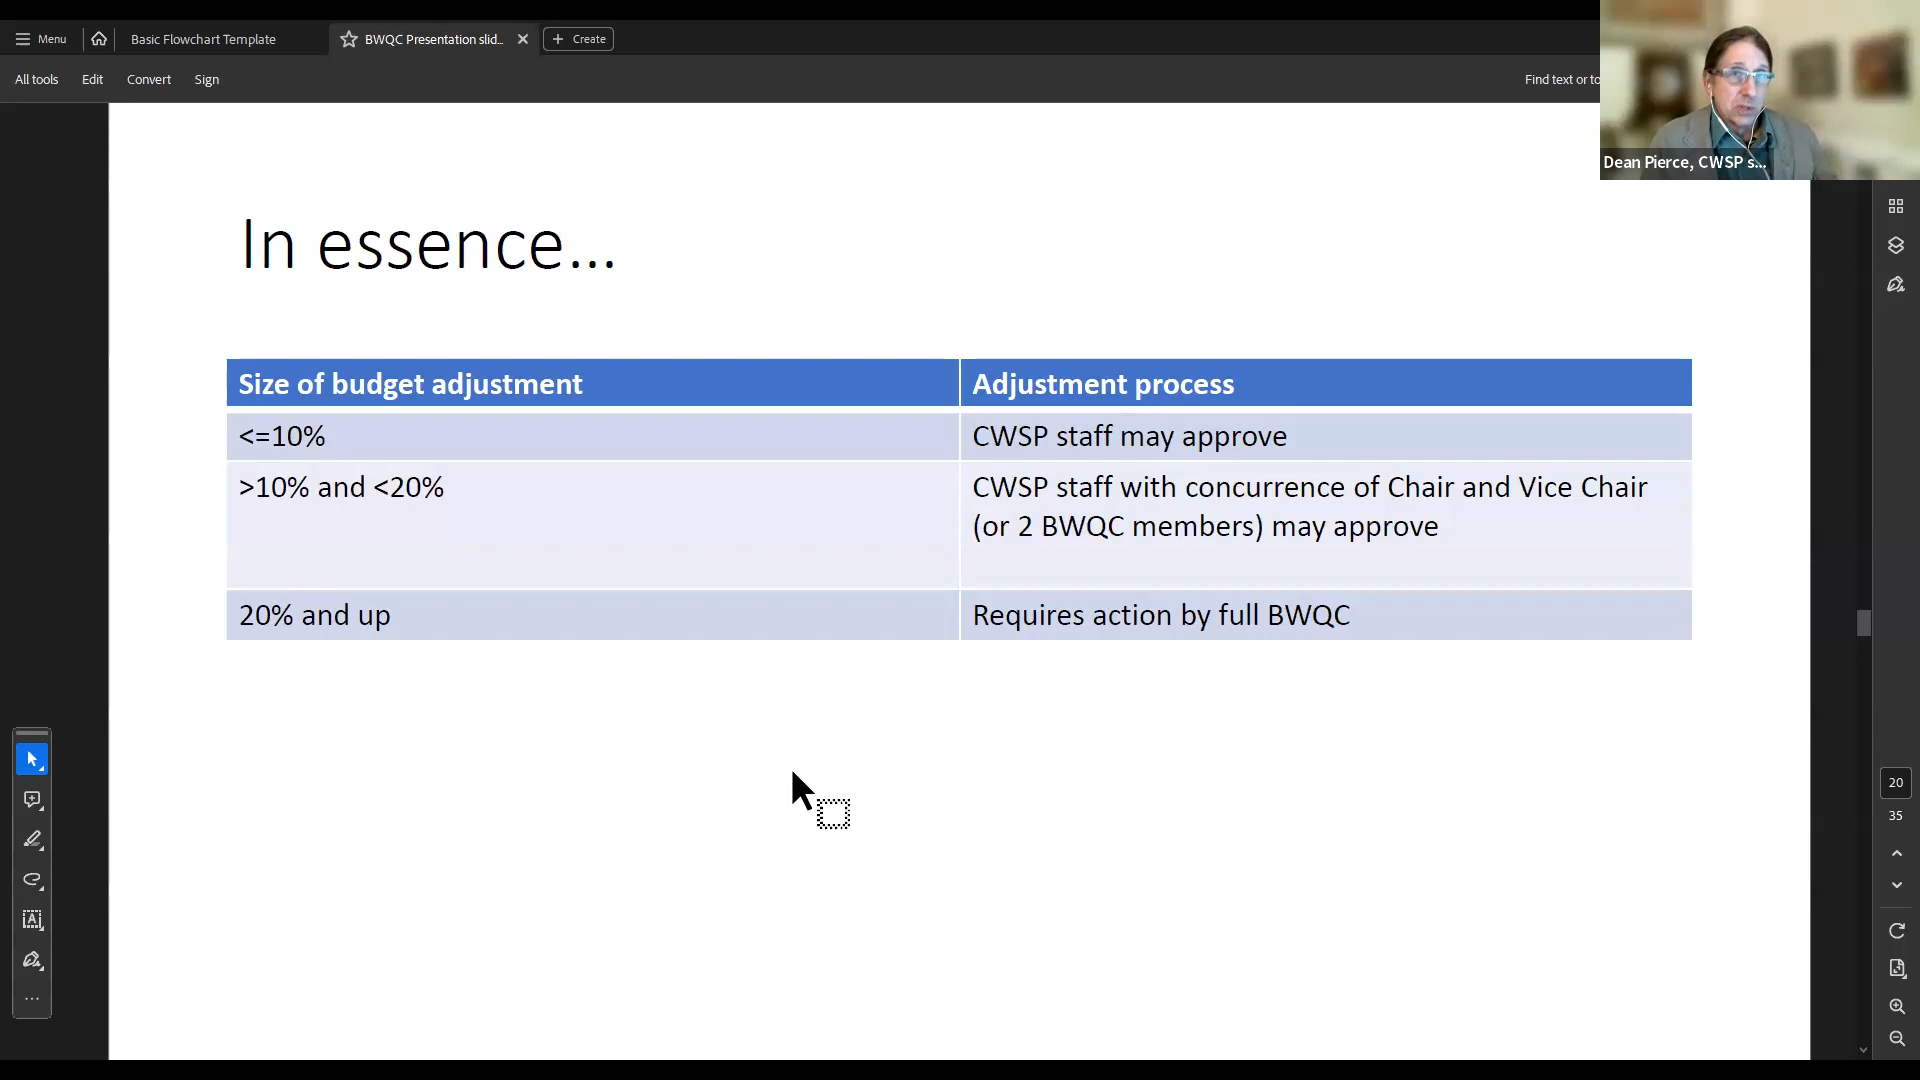 Menu
Basic Flowchart Template
BWQC Presentation slid...
Create
All tools
Edit
Convert
Sign
Find text or to
Dean Pierce, CWSP s...
In essence...
Size of budget adjustment
Adjustment process
<=10%
CWSP staff may approve
>10% and <20%
CWSP staff with concurrence of Chair and Vice Chair
(or 2 BWQC members) may approve
20% and up
Requires action by full BWQC
20
35